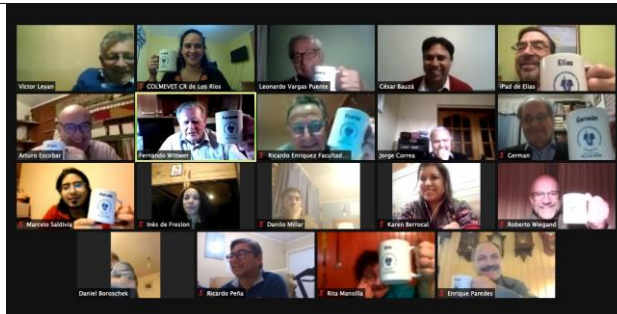 Víctor Leyan
COLMEVET CR de Los Ríos
Leonardo Vargas Puente
César Bauzá
iPad de Elias
Elías
Arturo Escobar
Fernando Wittwer
Ricardo Enriquez Facultad...
Jorge Correa
German
Germán
Marcelo Saldivia
Inés de Freslon
Danilo Millar
Karen Berrocal
Roberto Wiegand
Daniel Boroschek
Ricardo Peña
Rita Mansilla
Enrique Paredes